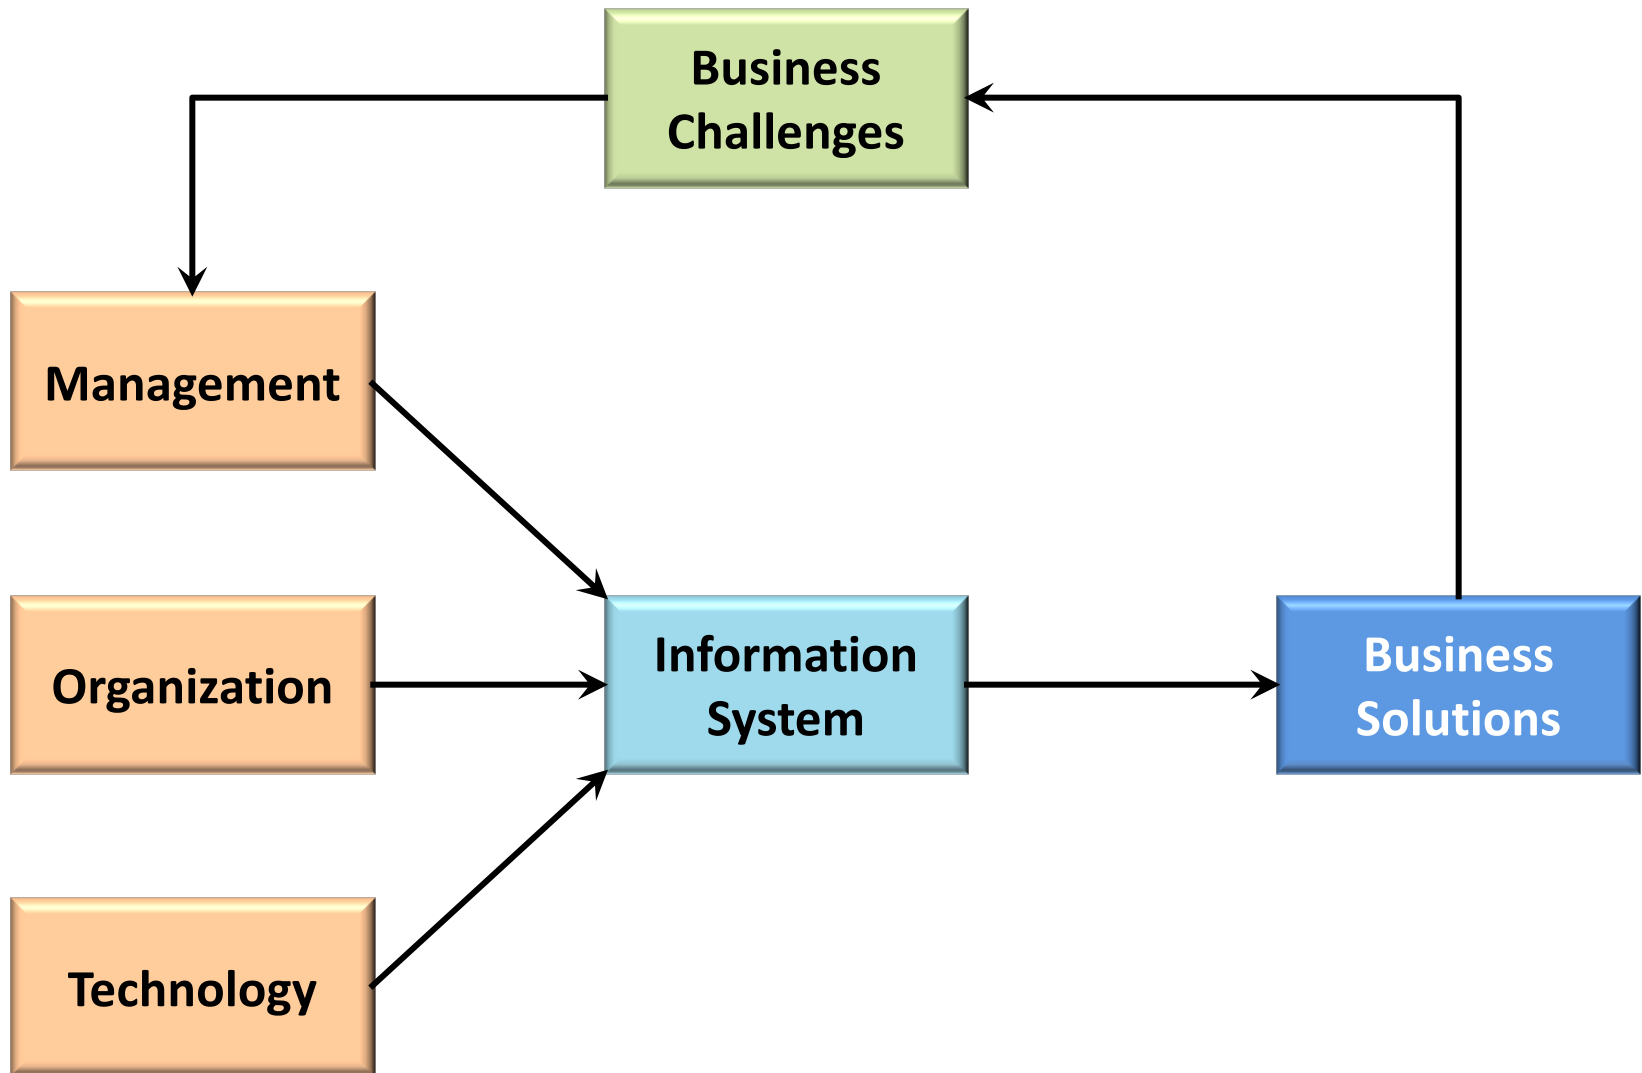 Business
Challenges
Management
Organization
Information
System
Business
Solutions
Technology